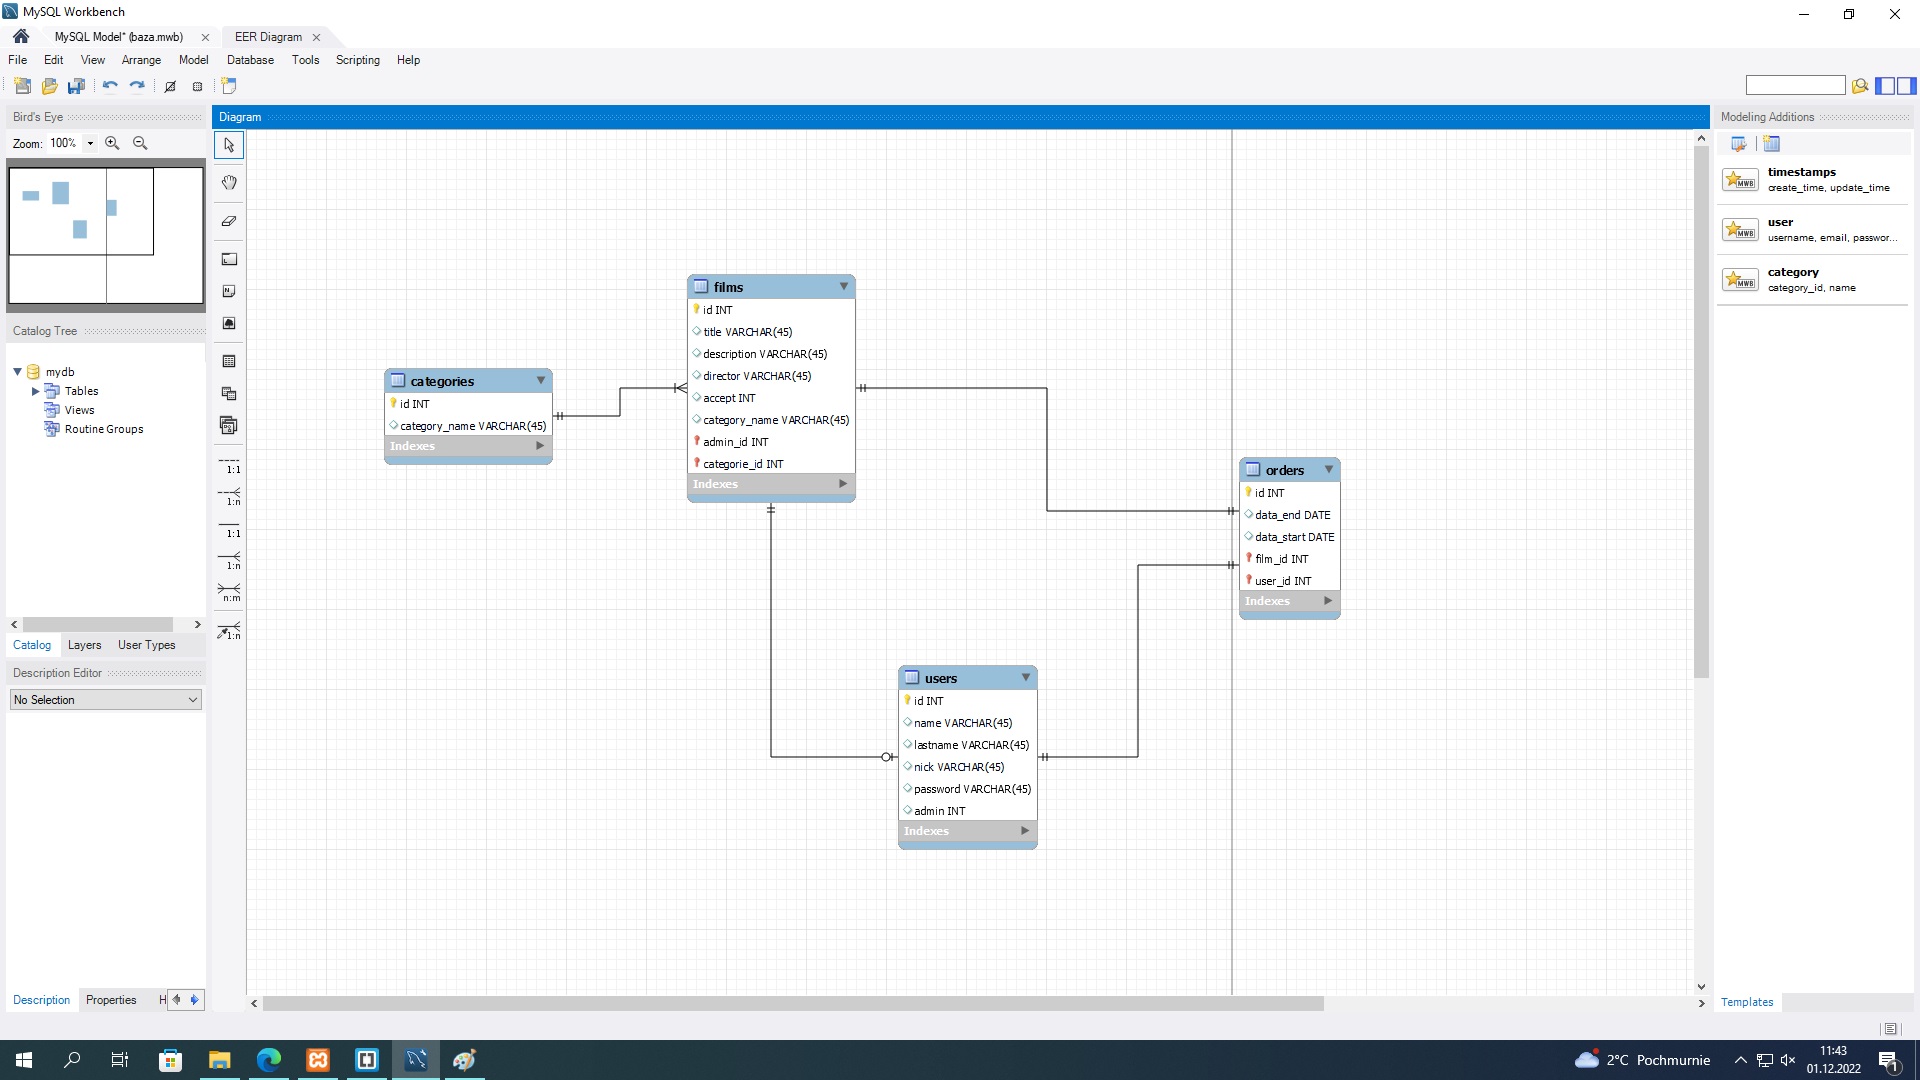 MySQL Workbench
MySQL Model* (baza.mwb)
EER Diagram
File Edit View Arrange Model Database Tools Scripting Help
Bird's Eye
Zoom: 100%
Catalog Tree
mydb
Tables
Views
Routine Groups
Catalog Layers User Types
Description Editor
No Selection
Description Properties H
Diagram
1:1
1:n
1:1
1:n
n:m
1:n
categories
id INT
category_name VARCHAR(45)
Indexes
films
id INT
title VARCHAR(45)
description VARCHAR(45)
director VARCHAR(45)
accept INT
category_name VARCHAR(45)
admin_id INT
categorie_id INT
Indexes
orders
id INT
data_end DATE
data_start DATE
film_id INT
user_id INT
Indexes
users
id INT
name VARCHAR(45)
lastname VARCHAR(45)
nick VARCHAR(45)
password VARCHAR(45)
admin INT
Indexes
Modeling Additions
MWB
timestamps
create_time, update_time
MWB
user
username, email, passwor...
MWB
category
category_id, name
Templates
2°C Pochmurnie
11:43
01.12.2022
1